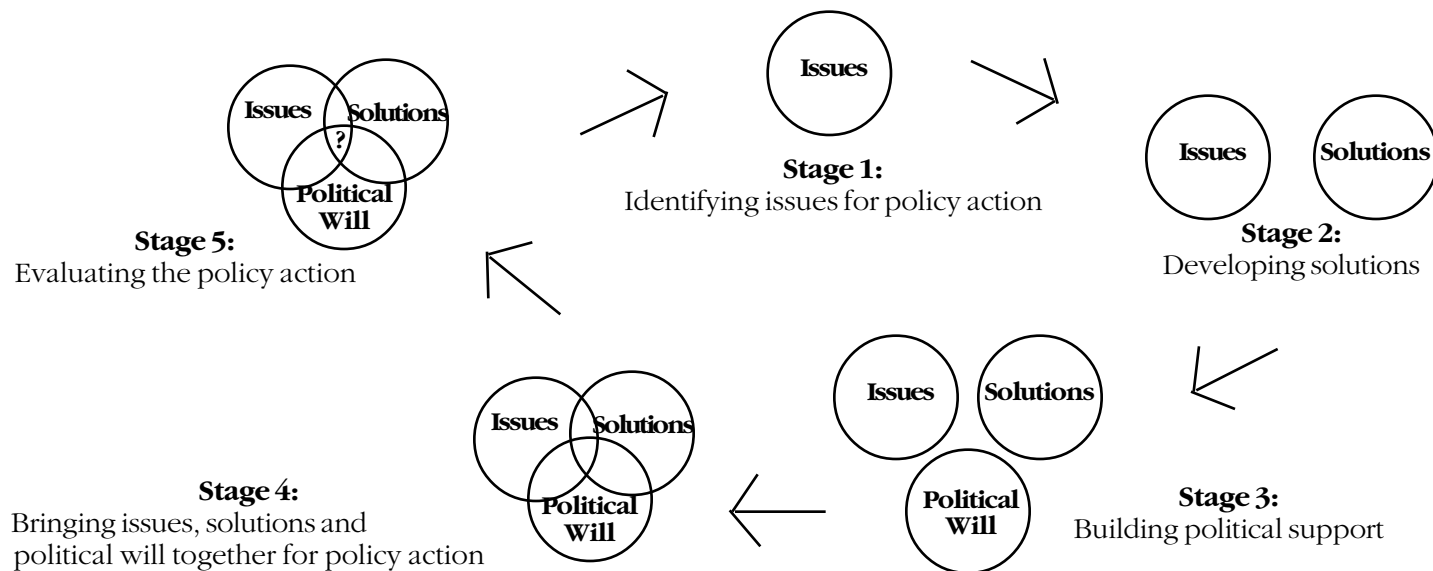 Issues
Stage 1:
Identifying issues for policy action
Issues
Solutions
Stage 2:
Developing solutions
Issues
Solutions
Political
Will
Stage 3:
Building political support
Issues
Solutions
Political
Will
Stage 4:
Bringing issues, solutions and
political will together for policy action
Issues
Solutions
?
Political
Will
Stage 5:
Evaluating the policy action